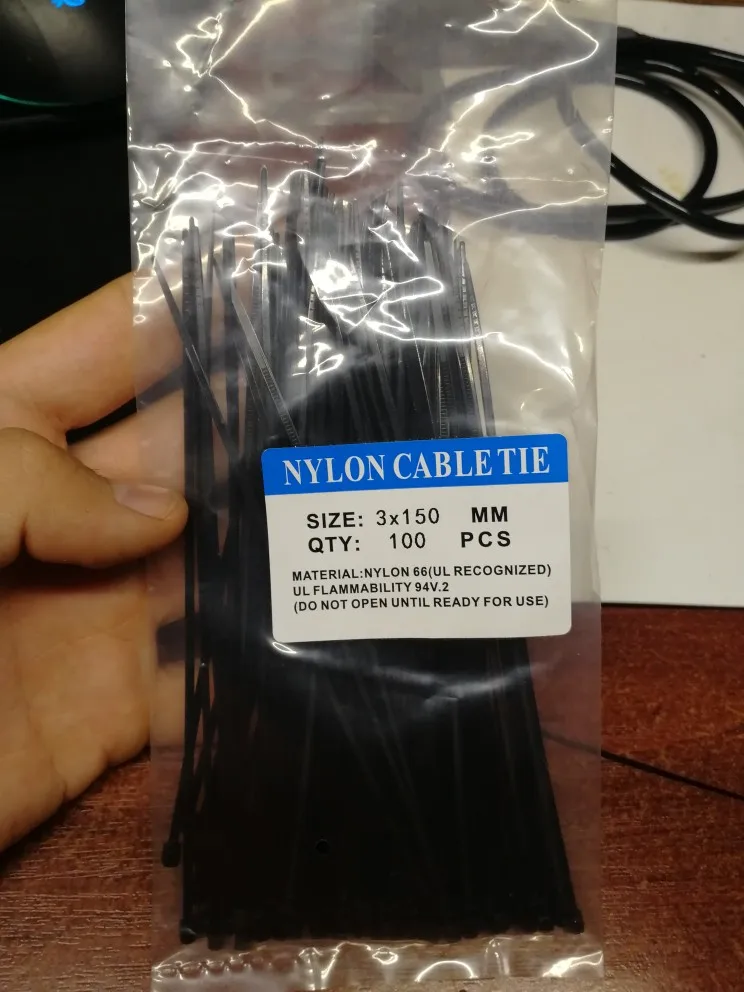 NYLON CABLE TIE
SIZE: 3x150 MM
QTY: 100 PCS
MATERIAL:NYLON 66(UL RECOGNIZED)
UL FLAMMABILITY 94V.2
(DO NOT OPEN UNTIL READY FOR USE)